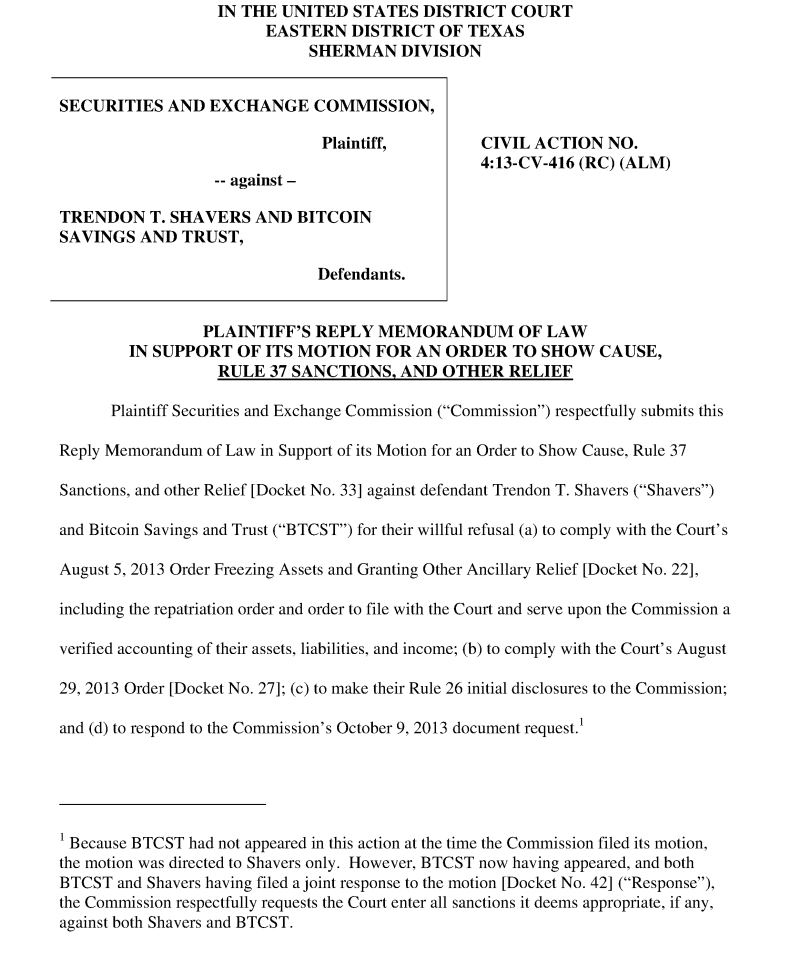 IN THE UNITED STATES DISTRICT COURT
EASTERN DISTRICT OF TEXAS
SHERMAN DIVISION
SECURITIES AND EXCHANGE COMMISSION,
Plaintiff,
-- against –
TRENDON T. SHAVERS AND BITCOIN
SAVINGS AND TRUST,
Defendants.
CIVIL ACTION NO.
4:13-CV-416 (RC) (ALM)
PLAINTIFF’S REPLY MEMORANDUM OF LAW
IN SUPPORT OF ITS MOTION FOR AN ORDER TO SHOW CAUSE,
RULE 37 SANCTIONS, AND OTHER RELIEF
Plaintiff Securities and Exchange Commission (“Commission”) respectfully submits this
Reply Memorandum of Law in Support of its Motion for an Order to Show Cause, Rule 37
Sanctions, and other Relief [Docket No. 33] against defendant Trendon T. Shavers (“Shavers”)
and Bitcoin Savings and Trust (“BTCST”) for their willful refusal (a) to comply with the Court’s
August 5, 2013 Order Freezing Assets and Granting Other Ancillary Relief [Docket No. 22],
including the repatriation order and order to file with the Court and serve upon the Commission a
verified accounting of their assets, liabilities, and income; (b) to comply with the Court’s August
29, 2013 Order [Docket No. 27]; (c) to make their Rule 26 initial disclosures to the Commission;
and (d) to respond to the Commission’s October 9, 2013 document request.1
1 Because BTCST had not appeared in this action at the time the Commission filed its motion,
the motion was directed to Shavers only. However, BTCST now having appeared, and both
BTCST and Shavers having filed a joint response to the motion [Docket No. 42] (“Response”),
the Commission respectfully requests the Court enter all sanctions it deems appropriate, if any,
against both Shavers and BTCST.